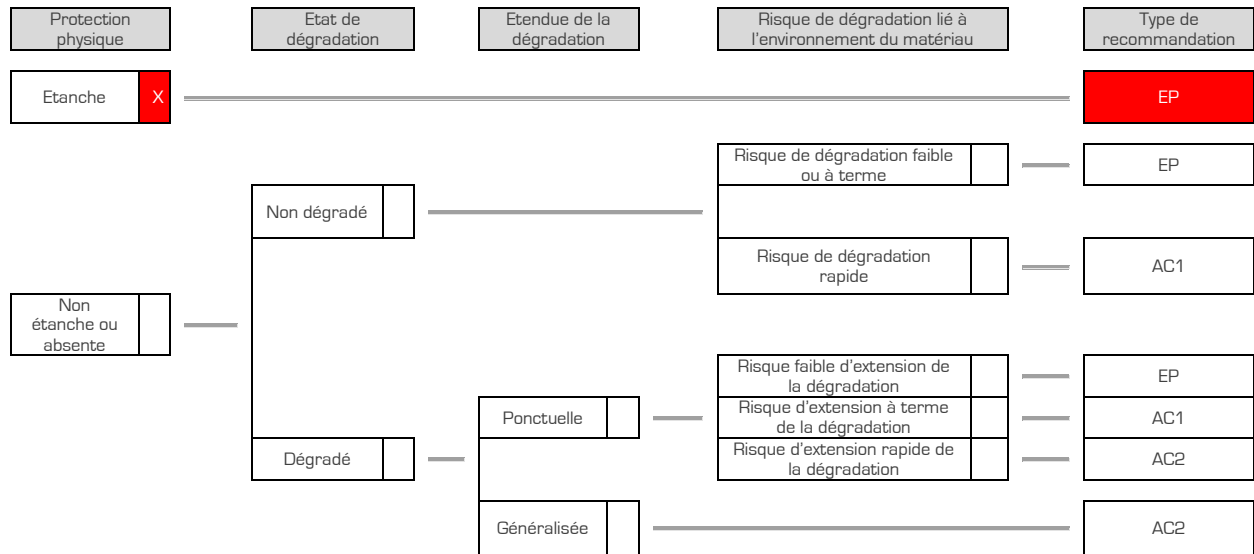 Protection
physique
Etat de
dégradation
Etendue de la
dégradation
Risque de dégradation lié à
l'environnement du matériau
Type de
recommandation
Etanche
X
EP
Risque de dégradation faible
ou à terme
EP
Non dégradé
Risque de dégradation
rapide
AC1
Non
étanche ou
absente
Risque faible d'extension de
la dégradation
EP
Ponctuelle
Risque d'extension à terme
de la dégradation
AC1
Dégradé
Risque d'extension rapide de
la dégradation
AC2
Généralisée
AC2